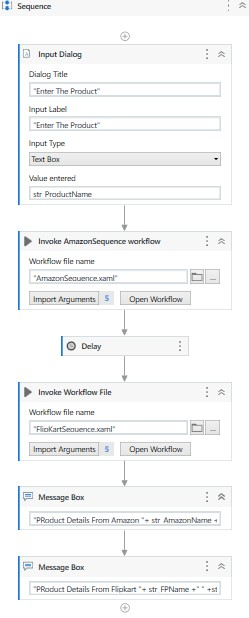 Sequence
Input Dialog
Dialog Title
"Enter The Product"
Input Label
"Enter The Product"
Input Type
Text Box
Value entered
str_ProductName
Invoke AmazonSequence workflow
Workflow file name
"AmazonSequence.xaml"
...
Import Arguments 5 Open Workflow
Delay
Invoke Workflow File
Workflow file name
"FlipKartSequence.xaml"
...
Import Arguments 5 Open Workflow
Message Box
"PRoduct Details From Amazon "+ str_AmazonName +
Message Box
"PRoduct Details From Flipkart "+ str_FPName +" " +st